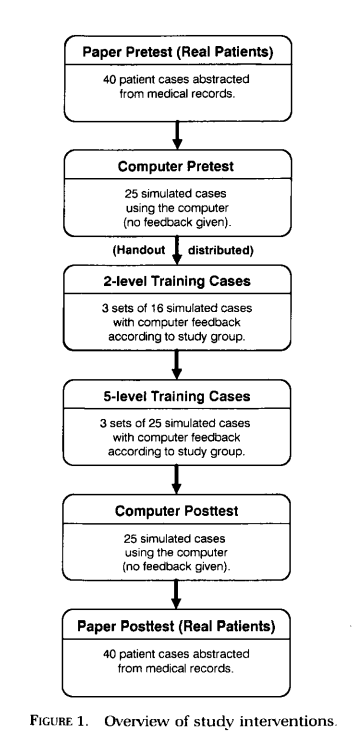 Paper Pretest (Real Patients)
40 patient cases abstracted
from medical records.
Computer Pretest
25 simulated cases
using the computer
(no feedback given).
(Handout distributed)
2-level Training Cases
3 sets of 16 simulated cases
with computer feedback
according to study group.
5-level Training Cases
3 sets of 25 simulated cases
with computer feedback
according to study group.
Computer Posttest
25 simulated cases
using the computer
(no feedback given).
Paper Posttest (Real Patients)
40 patient cases abstracted
from medical records.
FIGURE 1. Overview of study interventions.